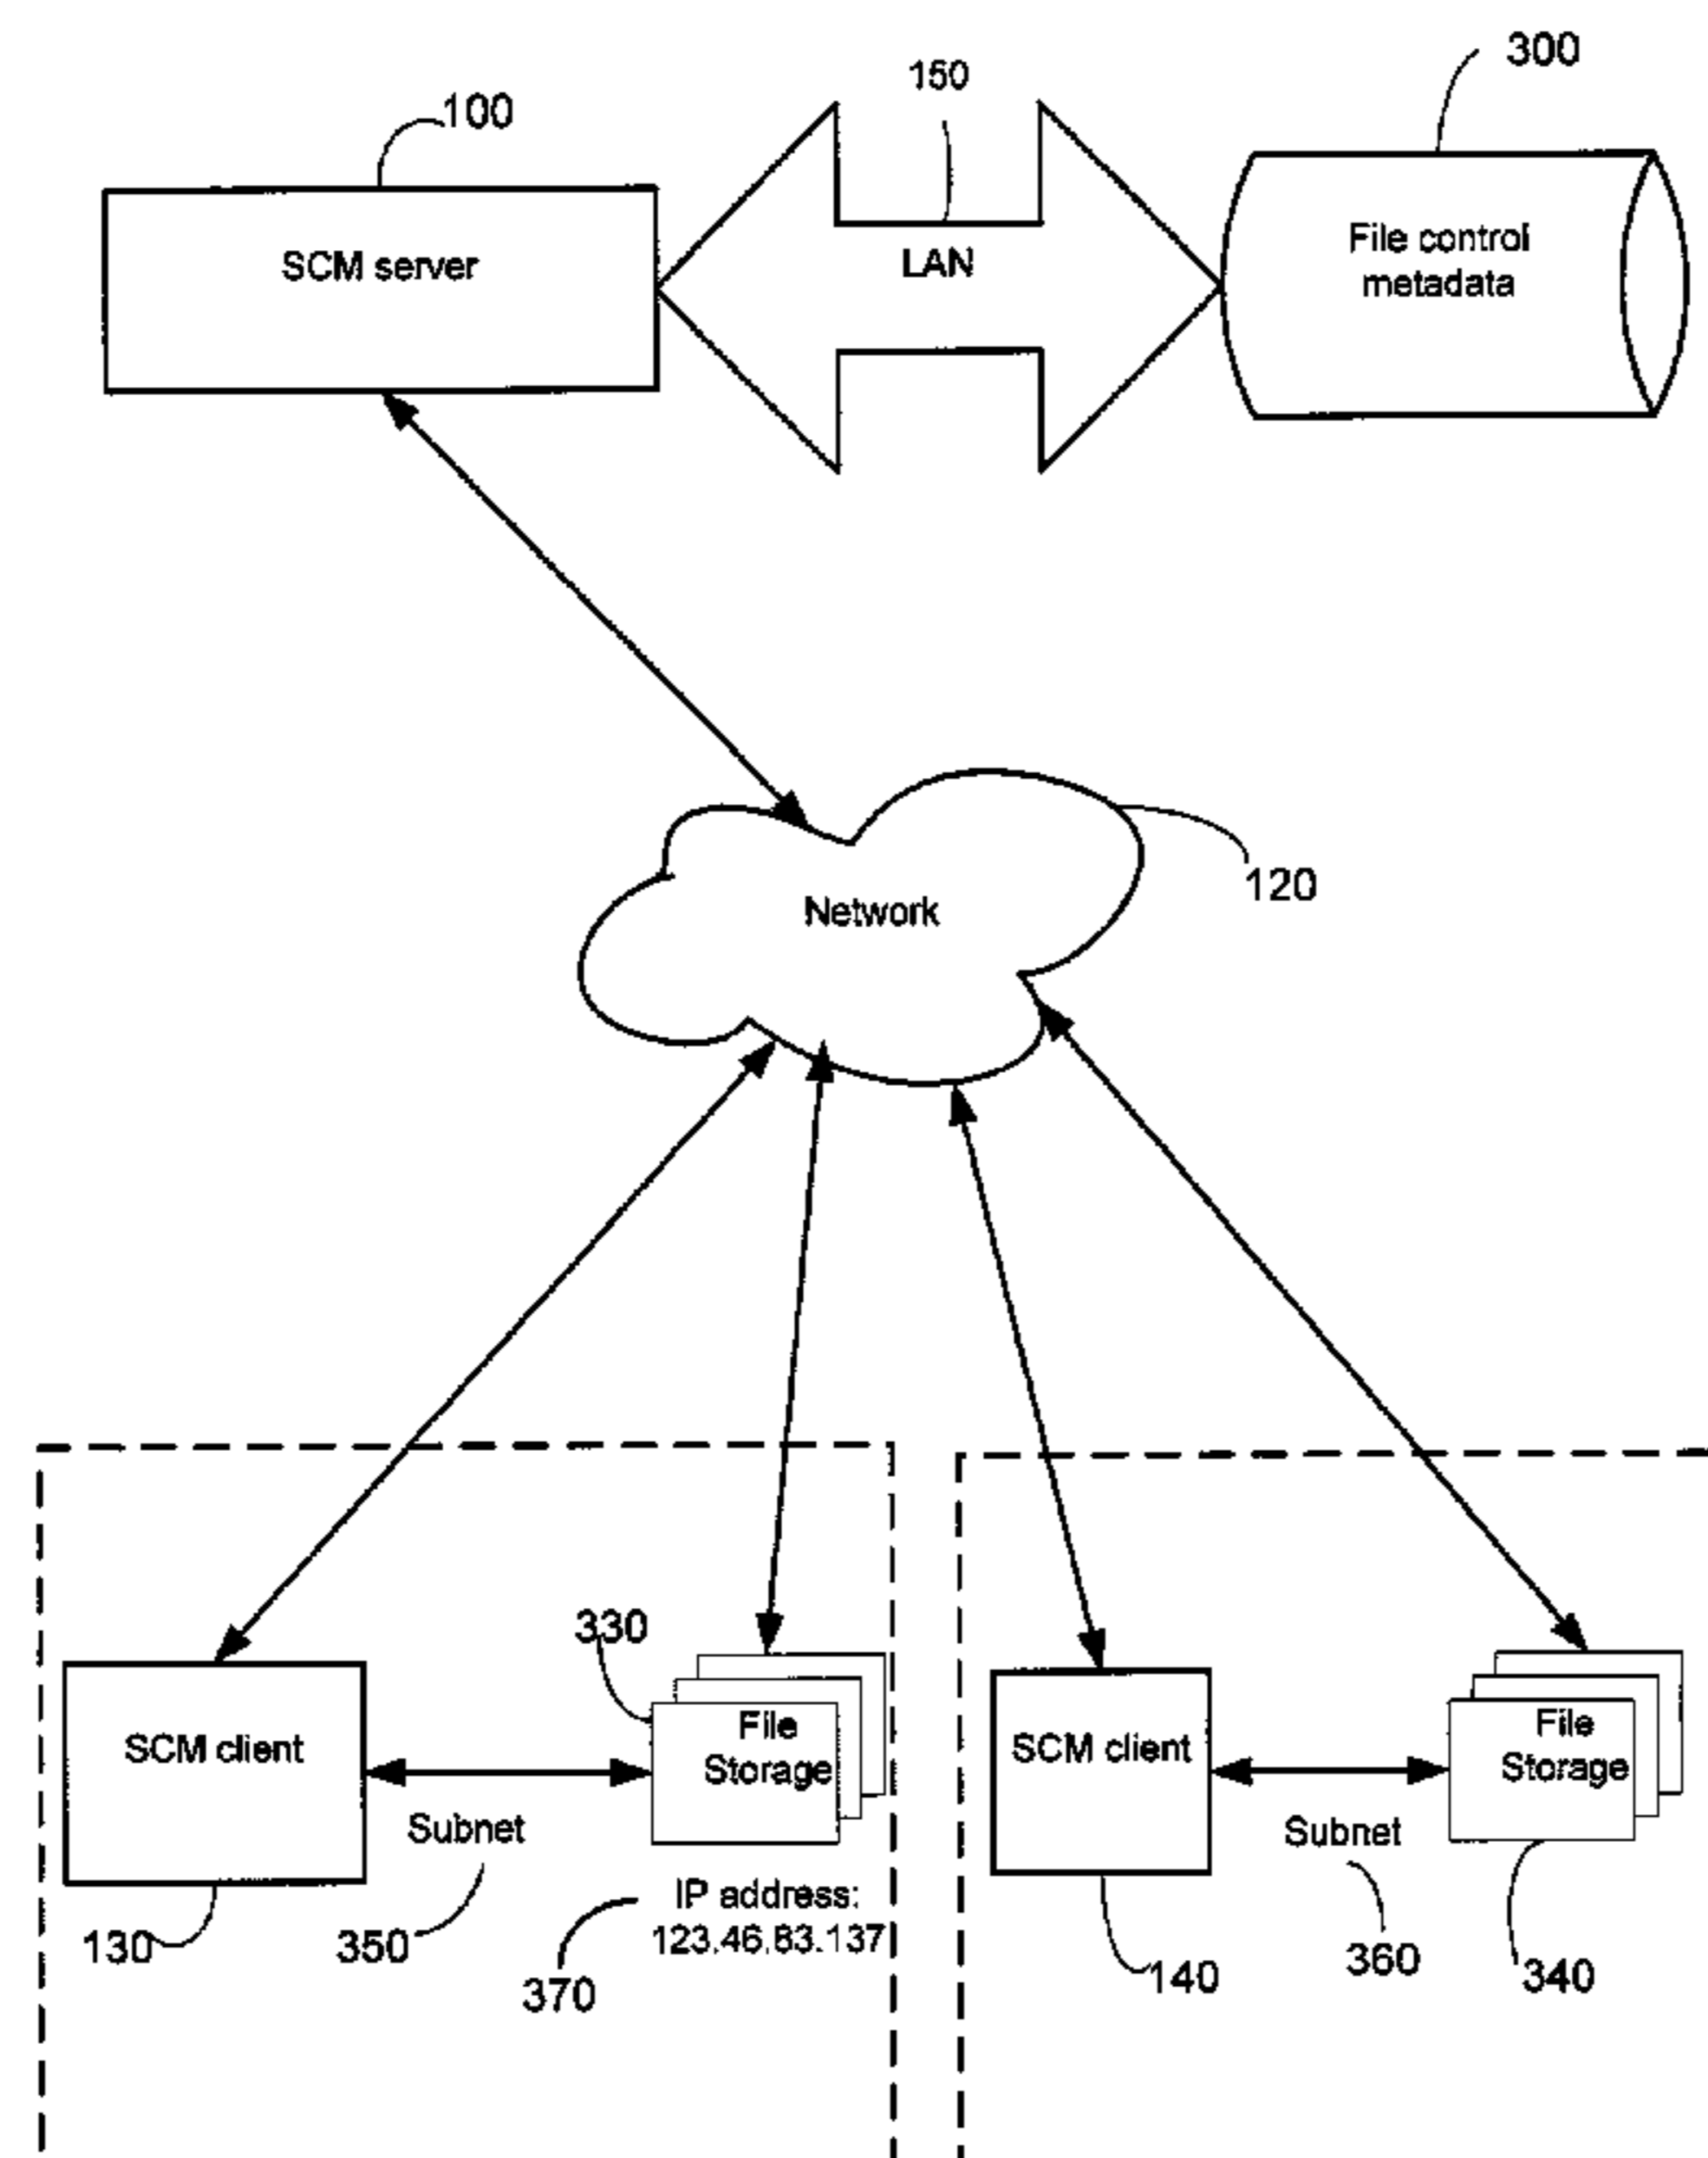 300
150
100
SCM server
LAN
File control
metadata
Network
120
330
SCM client
File
Storage
SCM client
File
Storage
Subnet
Subnet
IP address:
123.46.83.137
130
350
370
140
360
340